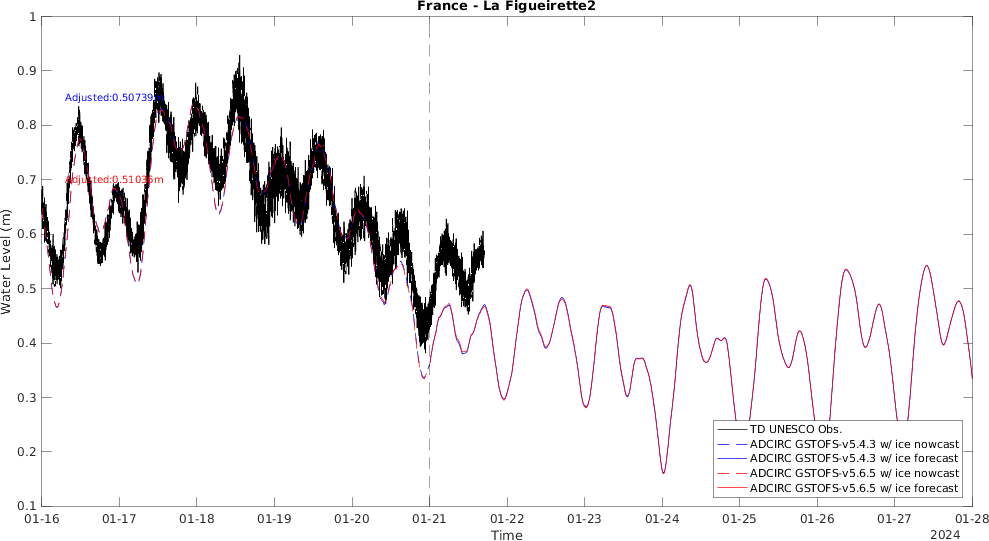 France - La Figueirette2
1
0.9
0.8
0.7
0.6
0.5
0.4
0.3
0.2
0.1
Water Level (m)
Adjusted:0.50739m
Adjusted:0.51035m
TD UNESCO Obs.
ADCIRC GSTOFS-v5.4.3 w/ ice nowcast
ADCIRC GSTOFS-v5.4.3 w/ ice forecast
ADCIRC GSTOFS-v5.6.5 w/ ice nowcast
ADCIRC GSTOFS-v5.6.5 w/ ice forecast
01-16 01-17 01-18 01-19 01-20 01-21 01-22 01-23 01-24 01-25 01-26 01-27 01-28
Time
2024